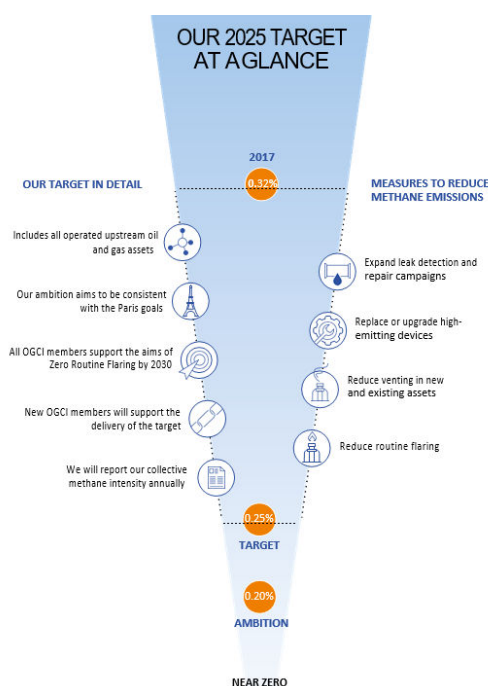 OUR 2025 TARGET
AT A GLANCE
2017
0.32%
OUR TARGET IN DETAIL
Includes all operated upstream oil
and gas assets
Our ambition aims to be consistent
with the Paris goals
All OGCI members support the aims of
Zero Routine Flaring by 2030
New OGCI members will support the
delivery of the target
We will report our collective
methane intensity annually
MEASURES TO REDUCE
METHANE EMISSIONS
Expand leak detection and
repair campaigns
Replace or upgrade high-
emitting devices
Reduce venting in new
and existing assets
Reduce routine flaring
0.25%
TARGET
0.20%
AMBITION
NEAR ZERO